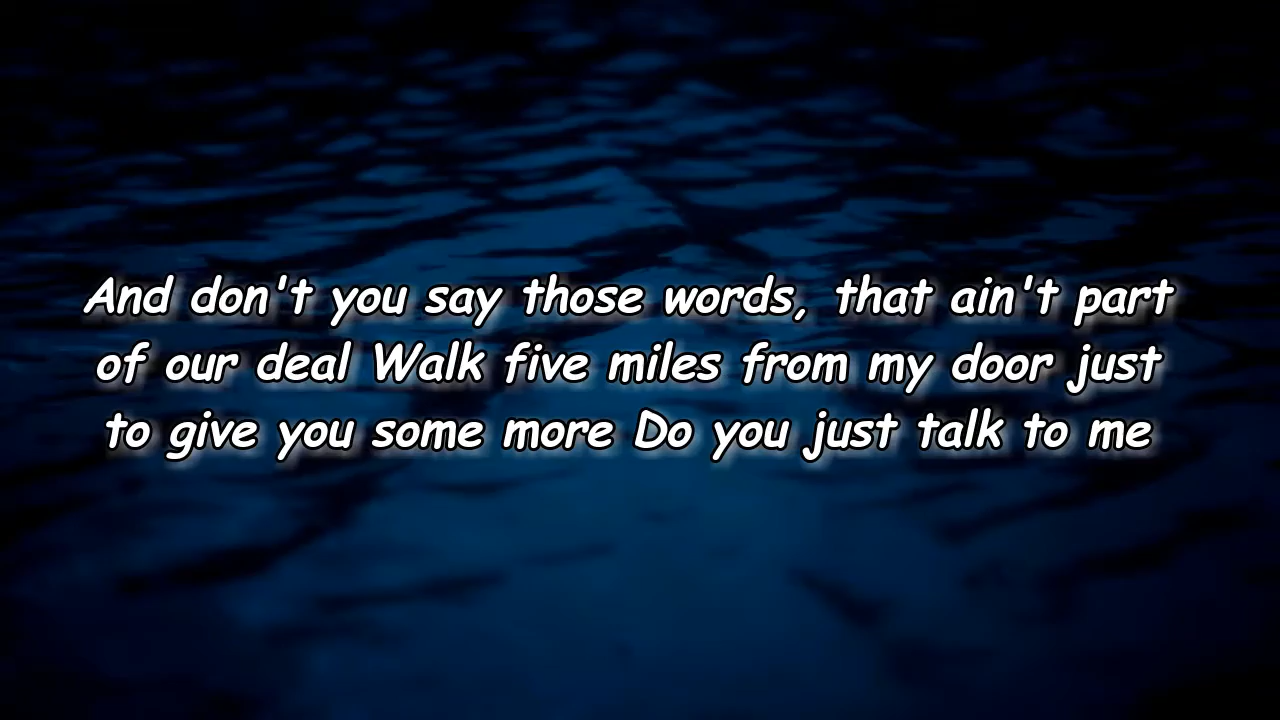 And don't you say those words, that ain't part
of our deal Walk five miles from my door just
to give you some more Do you just talk to me